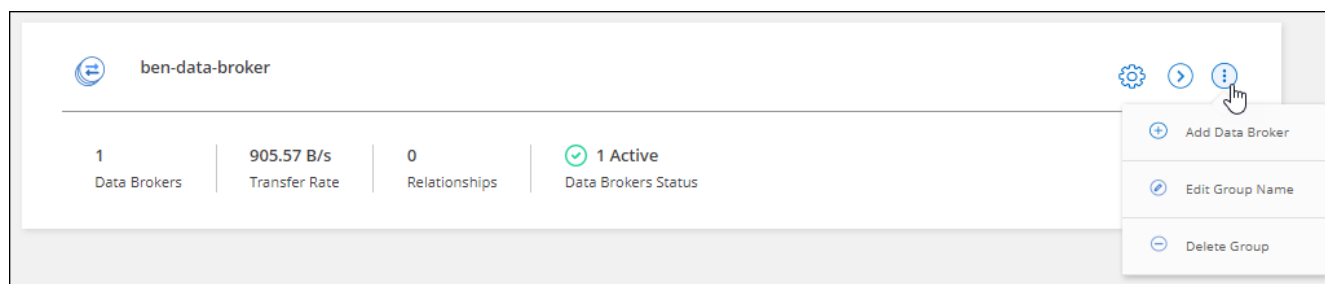 ben-data-broker
1 905.57 B/s 0 1 Active
Data Brokers Transfer Rate Relationships Data Brokers Status
Add Data Broker
Edit Group Name
Delete Group